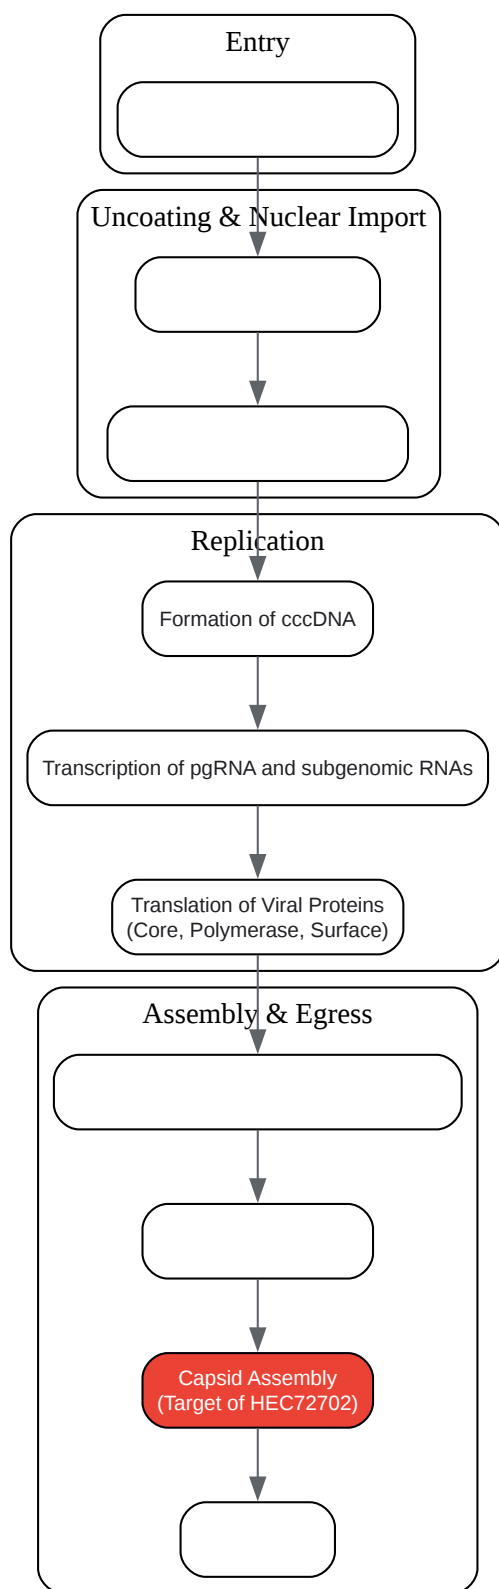 Entry
Uncoating & Nuclear Import
Replication
Formation of cccDNA
Transcription of pgRNA and subgenomic RNAs
Translation of Viral Proteins
(Core, Polymerase, Surface)
Assembly & Egress
Capsid Assembly
(Target of HEC72702)